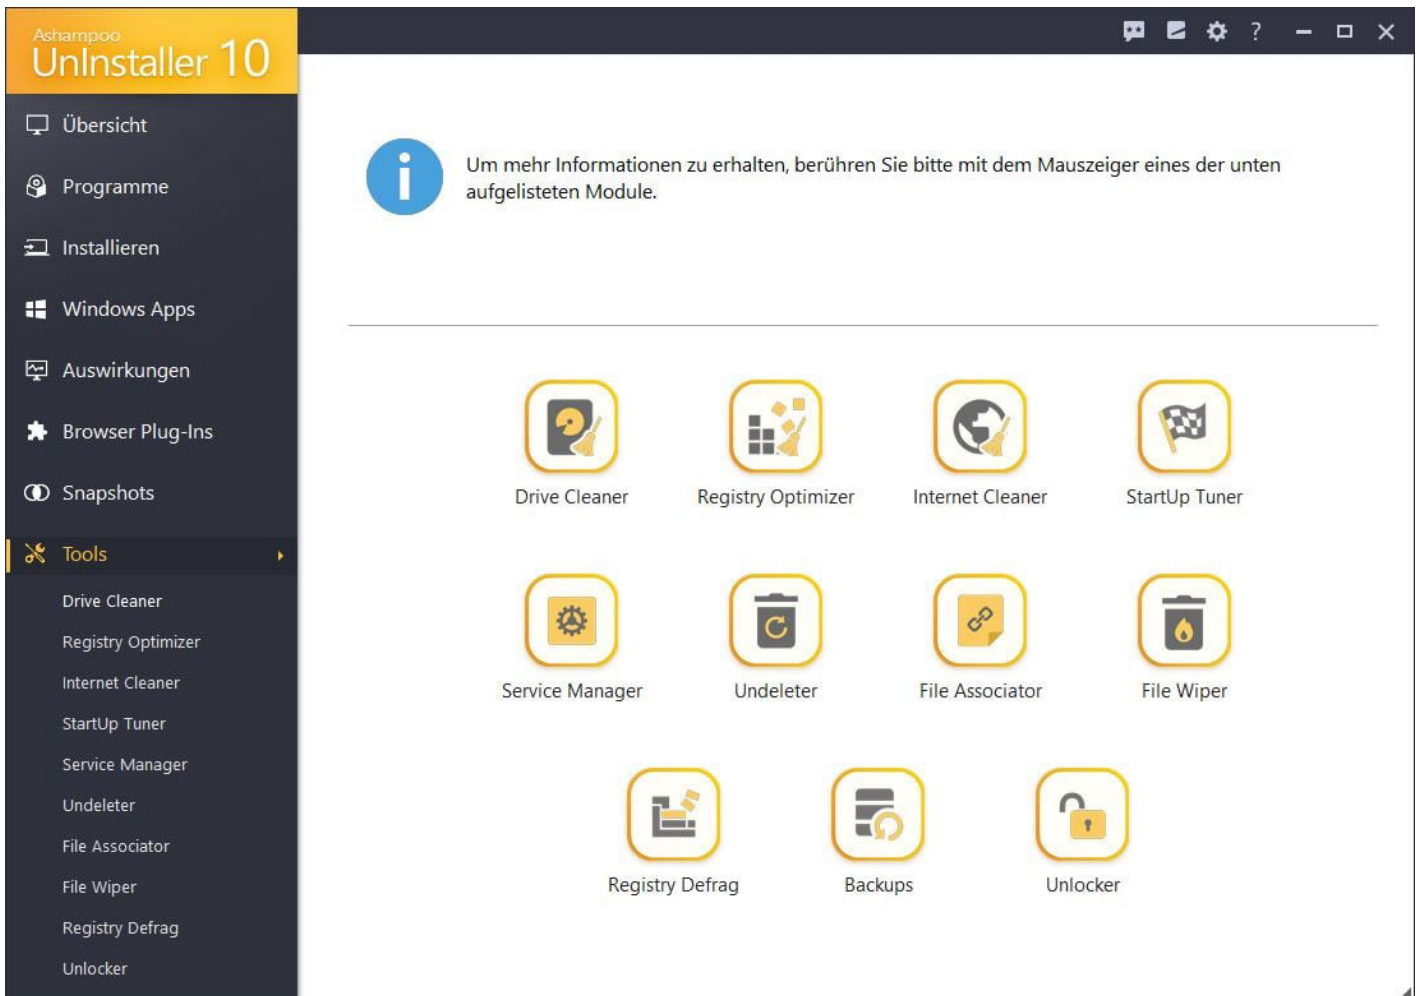 Ashampoo
UnInstaller 10
?
Übersicht
Programme
Installieren
Windows Apps
Auswirkungen
Browser Plug-Ins
Snapshots
Tools
Drive Cleaner
Registry Optimizer
Internet Cleaner
StartUp Tuner
Service Manager
Undeleter
File Associator
File Wiper
Registry Defrag
Unlocker
Um mehr Informationen zu erhalten, berühren Sie bitte mit dem Mauszeiger eines der unten
aufgelisteten Module.
Drive Cleaner
Registry Optimizer
Internet Cleaner
StartUp Tuner
Service Manager
Undeleter
File Associator
File Wiper
Registry Defrag
Backups
Unlocker